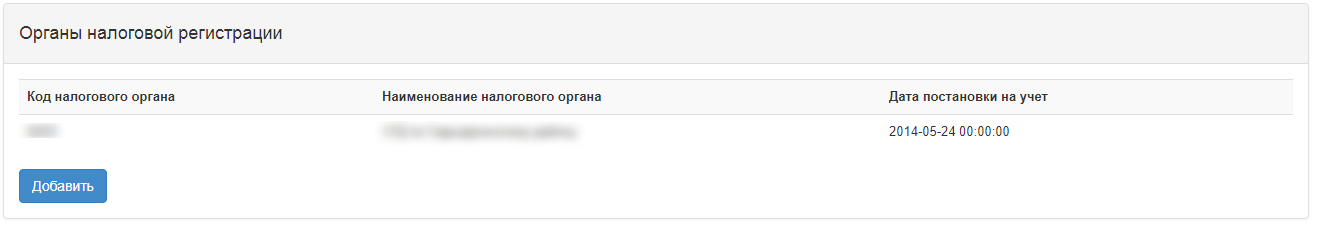 Органы налоговой регистрации
Код налогового органа Наименование налогового органа Дата постановки на учет
2014-05-24 00:00:00
Добавить